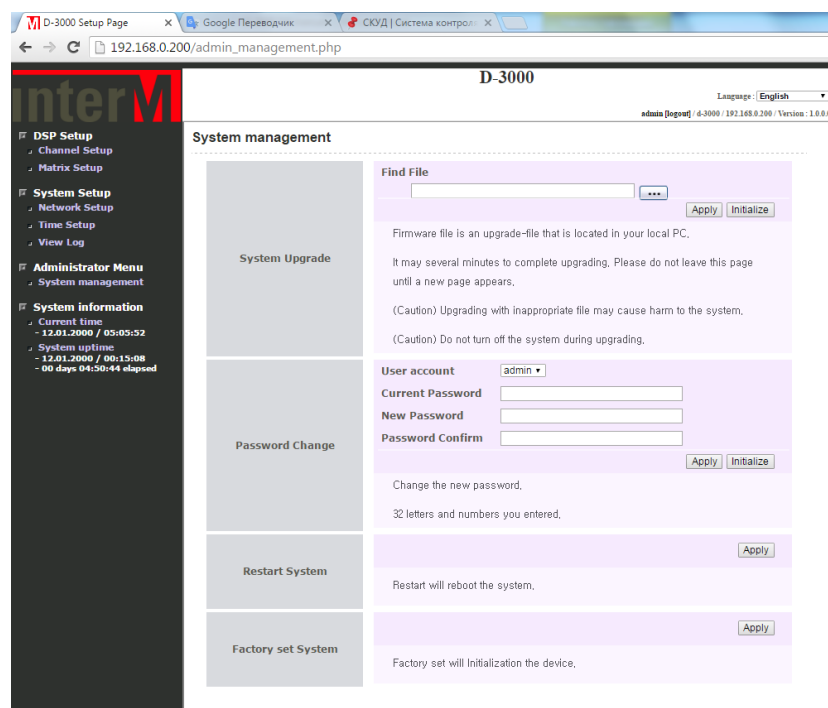 D-3000 Setup Page
Google Переводчик
СКУД | Система контрол
192.168.0.200/admin_management.php
interM
D-3000
Language : English
admin [logout] / d-3000 / 192.168.0.200 / Version : 1.0.0.
DSP Setup
Channel Setup
Matrix Setup
System Setup
Network Setup
Time Setup
View Log
Administrator Menu
System management
System information
Current time
- 12.01.2000 / 05:05:52
System uptime
- 12.01.2000 / 00:15:08
- 00 days 04:50:44 elapsed
System management
System Upgrade
Find File
...
Apply Initialize
Firmware file is an upgrade-file that is located in your local PC.
It may several minutes to complete upgrading. Please do not leave this page
until a new page appears.
(Caution) Upgrading with inappropriate file may cause harm to the system.
(Caution) Do not turn off the system during upgrading.
Password Change
User account admin
Current Password
New Password
Password Confirm
Apply Initialize
Change the new password.
32 letters and numbers you entered.
Restart System
Apply
Restart will reboot the system.
Factory set System
Apply
Factory set will Initialization the device.